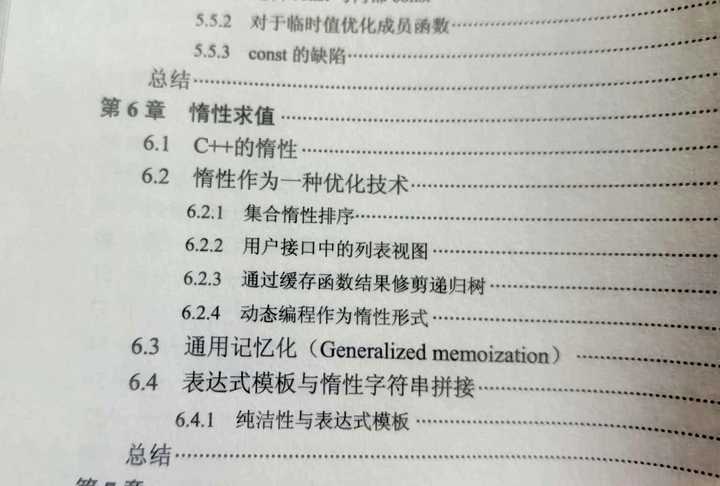 5.5.2 对于临时值优化成员函数
5.5.3 const 的缺陷
总结
第 6 章 惰性求值
6.1 C++的惰性
6.2 惰性作为一种优化技术
6.2.1 集合惰性排序
6.2.2 用户接口中的列表视图
6.2.3 通过缓存函数结果修剪递归树
6.2.4 动态编程作为惰性形式
6.3 通用记忆化（Generalized memoization）
6.4 表达式模板与惰性字符串拼接
6.4.1 纯洁性与表达式模板
总结